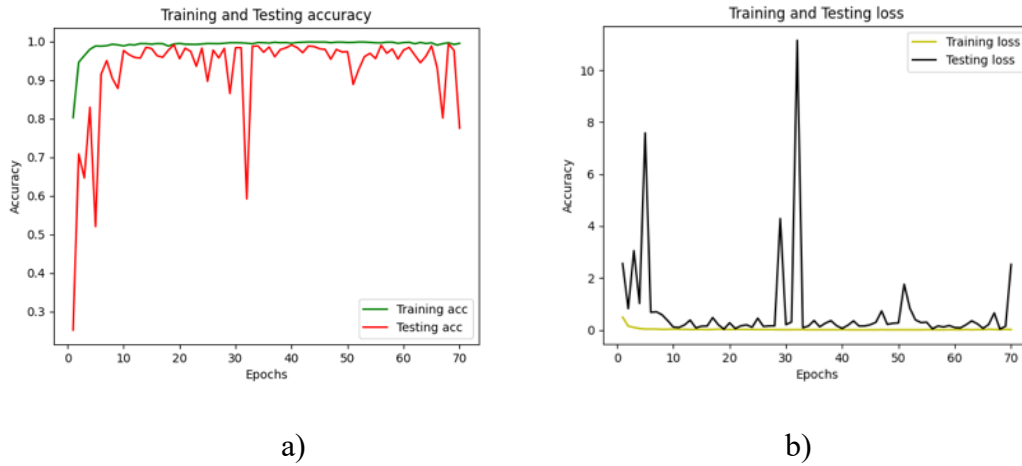 Training and Testing accuracy
1.0
0.9
0.8
0.7
0.6
0.5
0.4
0.3
Accuracy
Training acc
Testing acc
0 10 20 30 40 50 60 70
Epochs
a)
Training and Testing loss
10
8
6
4
2
0
Accuracy
Training loss
Testing loss
0 10 20 30 40 50 60 70
Epochs
b)